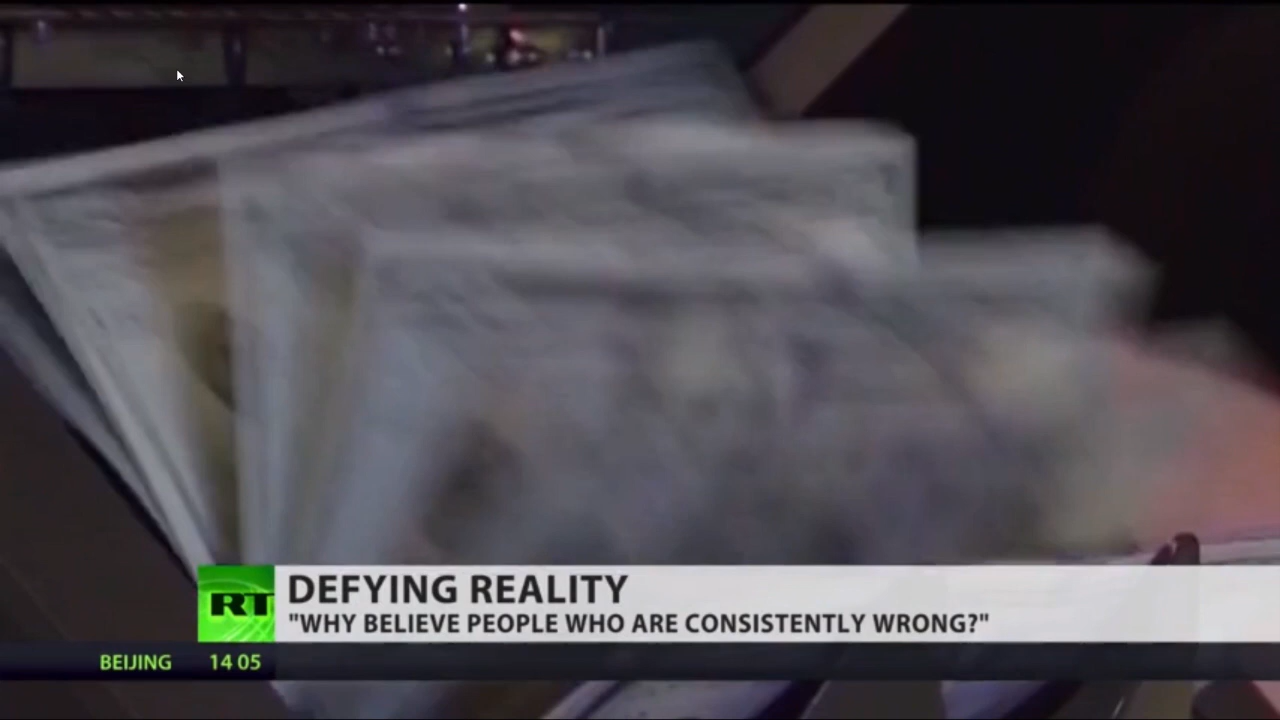 DEFYING REALITY
RT
"WHY BELIEVE PEOPLE WHO ARE CONSISTENTLY WRONG?"
BEIJING 14 05